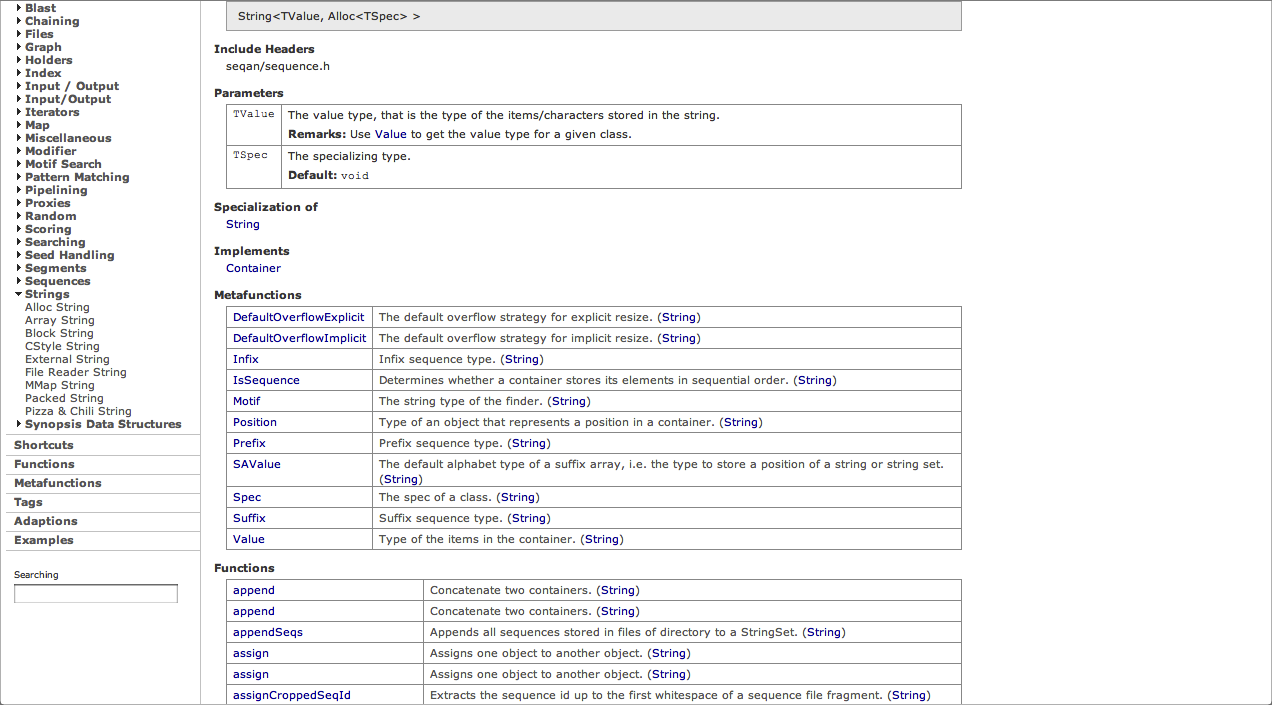 Blast
Chaining
Files
Graph
Holders
Index
Input / Output
Input/Output
Iterators
Map
Miscellaneous
Modifier
Motif Search
Pattern Matching
Pipelining
Proxies
Random
Scoring
Searching
Seed Handling
Segments
Sequences
Strings
Alloc String
Array String
Block String
CStyle String
External String
File Reader String
MMap String
Packed String
Pizza & Chili String
Synopsis Data Structures
Shortcuts
Functions
Metafunctions
Tags
Adaptions
Examples
Searching
String<TValue, Alloc<TSpec> >
Include Headers
seqan/sequence.h
Parameters
TValue The value type, that is the type of the items/characters stored in the string.
Remarks: Use Value to get the value type for a given class.
TSpec The specializing type.
Default: void
Specialization of
String
Implements
Container
Metafunctions
DefaultOverflowExplicit The default overflow strategy for explicit resize. (String)
DefaultOverflowImplicit The default overflow strategy for implicit resize. (String)
Infix Infix sequence type. (String)
IsSequence Determines whether a container stores its elements in sequential order. (String)
Motif The string type of the finder. (String)
Position Type of an object that represents a position in a container. (String)
Prefix Prefix sequence type. (String)
SAValue The default alphabet type of a suffix array, i.e. the type to store a position of a string or string set.
(String)
Spec The spec of a class. (String)
Suffix Suffix sequence type. (String)
Value Type of the items in the container. (String)
Functions
append Concatenate two containers. (String)
append Concatenate two containers. (String)
appendSeqs Appends all sequences stored in files of directory to a StringSet. (String)
assign Assigns one object to another object. (String)
assign Assigns one object to another object. (String)
assignCroppedSeqId Extracts the sequence id up to the first whitespace of a sequence file fragment. (String)